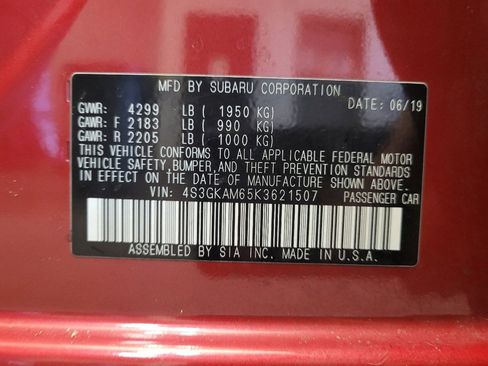 MFD BY SUBARU CORPORATION
DATE: 06/19
GVWR: 4299 LB ( 1950 KG)
GAWR: F 2183 LB ( 990 KG)
GAWR: R 2205 LB ( 1000 KG)
THIS VEHICLE CONFORMS TO ALL APPLICABLE FEDERAL MOTOR
VEHICLE SAFETY, BUMPER, AND THEFT PREVENTION STANDARDS
IN EFFECT ON THE DATE OF MANUFACTURE SHOWN ABOVE.
VIN: 4S3GKAM65K3621507 PASSENGER CAR
ASSEMBLED BY SIA INC. MADE IN U.S.A.